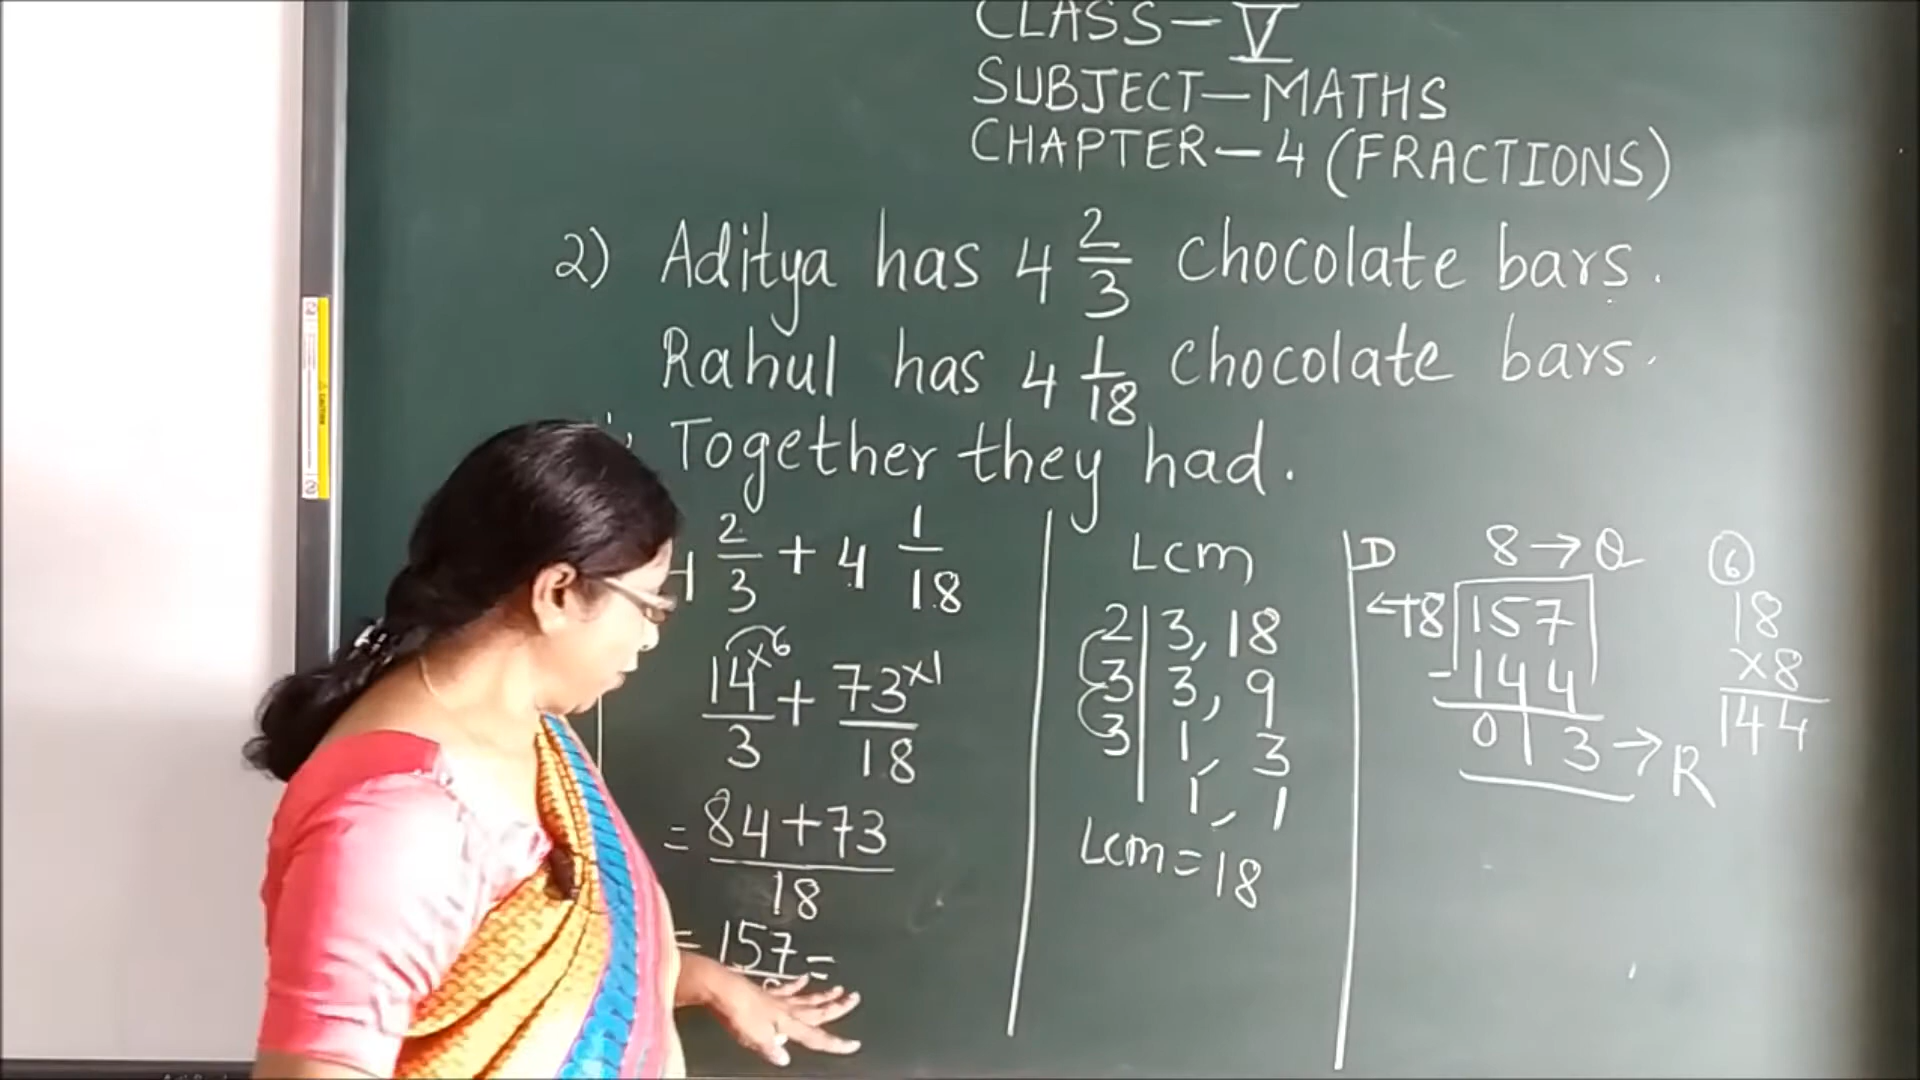 CLASS – V
SUBJECT – MATHS
CHAPTER – 4 (FRACTIONS)
2) Aditya has 4 2/3 chocolate bars.
Rahul has 4 1/18 chocolate bars.
Together they had.
4 2/3 + 4 1/18
14×6/3 + 73×1/18
= 84+73/18
= 157/18 =
Lcm
2 | 3, 18
3 | 3, 9
3 | 1, 3
1, 1
Lcm = 18
D 8 → Q
← 18 | 157
- 144
0 | 3 → R
6
18
×8
144